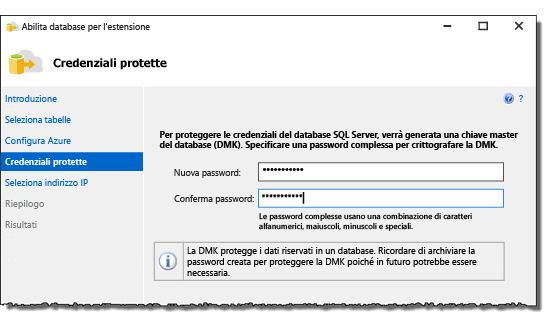 Abilita database per l'estensione
Credenziali protette
Introduzione
Seleziona tabelle
Configura Azure
Credenziali protette
Seleziona indirizzo IP
Riepilogo
Risultati
?
Per proteggere le credenziali del database SQL Server, verrà generata una chiave master
del database (DMK). Specificare una password complessa per crittografare la DMK.
Nuova password: •••••••••••
Conferma password: •••••••••••
Le password complesse usano una combinazione di caratteri
alfanumerici, maiuscoli, minuscoli e speciali.
La DMK protegge i dati riservati in un database. Ricordare di archiviare la
password creata per proteggere la DMK poiché in futuro potrebbe essere
necessaria.